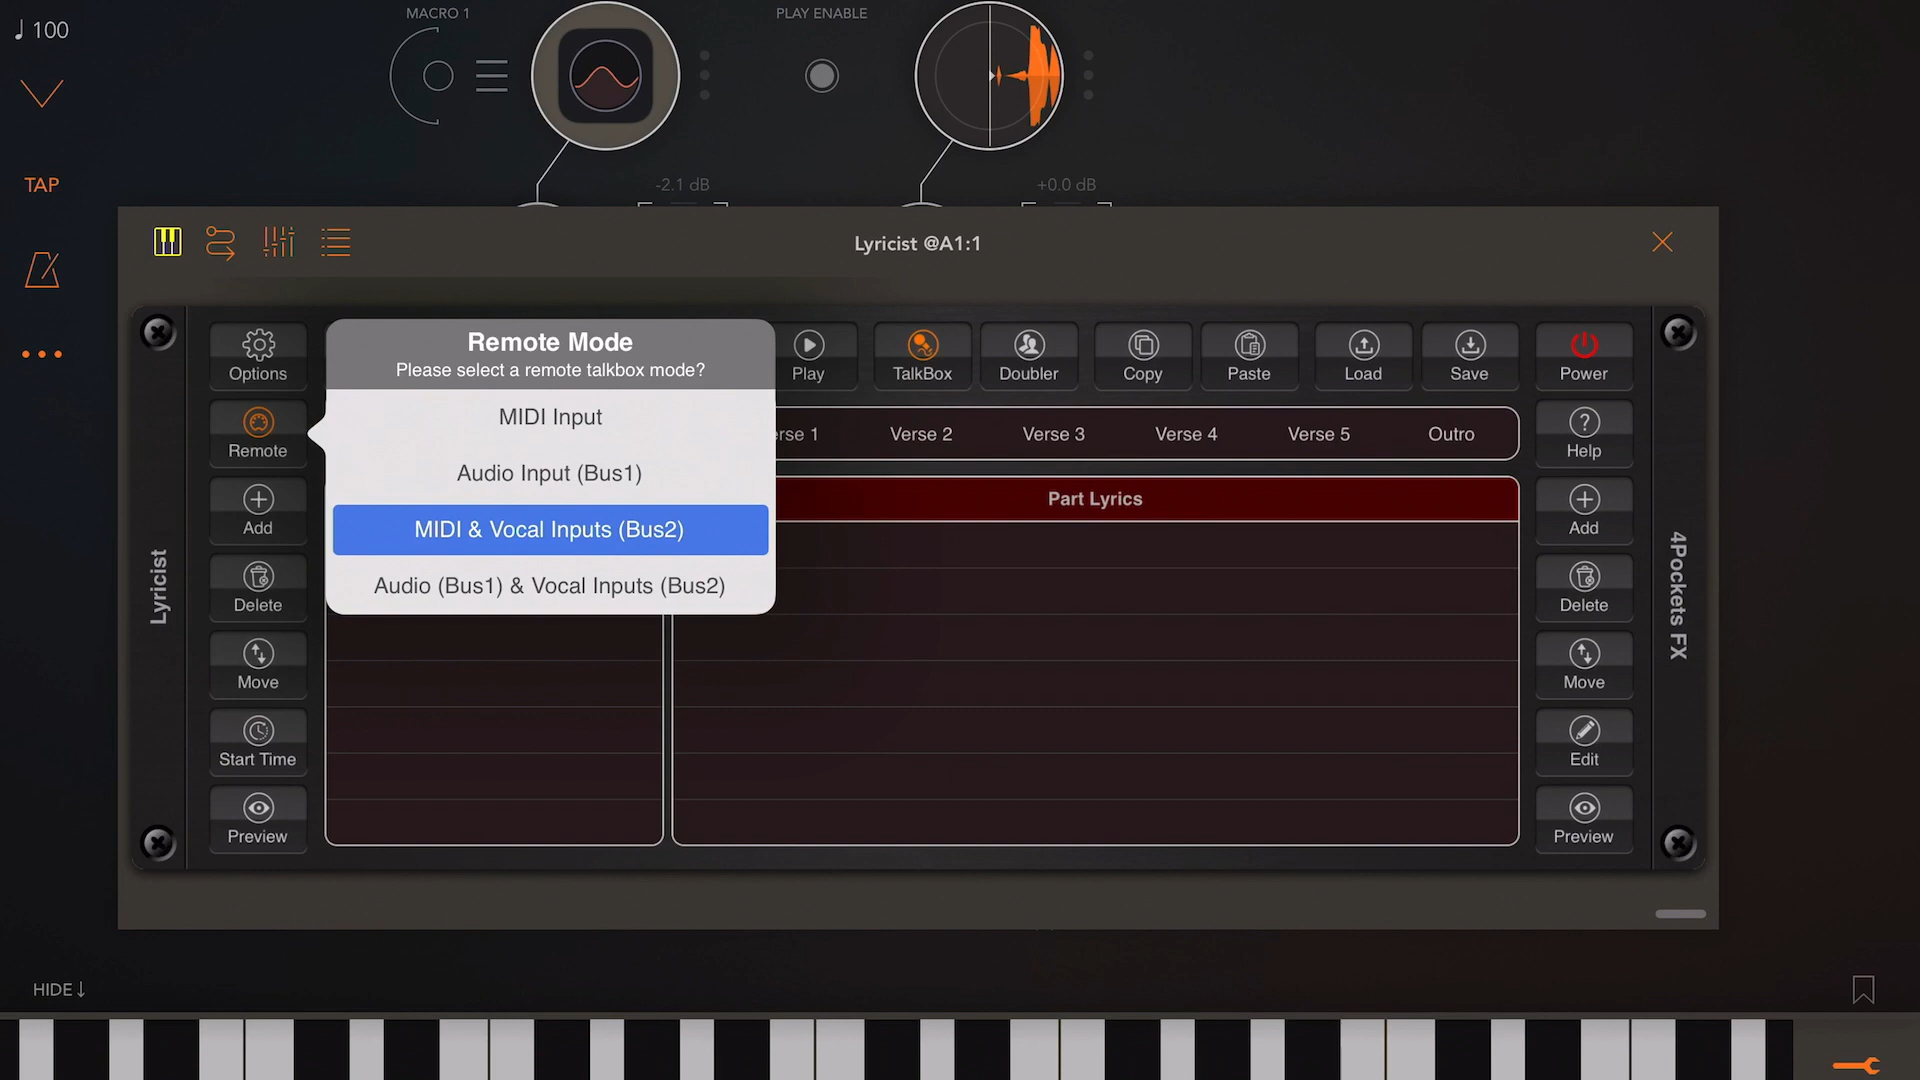 ♩ 100
MACRO 1
PLAY ENABLE
TAP
-2.1 dB
+0.0 dB
Lyricist @A1:1
Options
Remote Mode
Please select a remote talkbox mode?
MIDI Input
Audio Input (Bus1)
MIDI & Vocal Inputs (Bus2)
Audio (Bus1) & Vocal Inputs (Bus2)
Play
TalkBox
Doubler
Copy
Paste
Load
Save
Power
Remote
Verse 2
Verse 3
Verse 4
Verse 5
Outro
Help
Add
Part Lyrics
Add
Delete
Delete
Move
Move
Start Time
Edit
Preview
Preview
Lyricist
4Pockets FX
HIDE↓